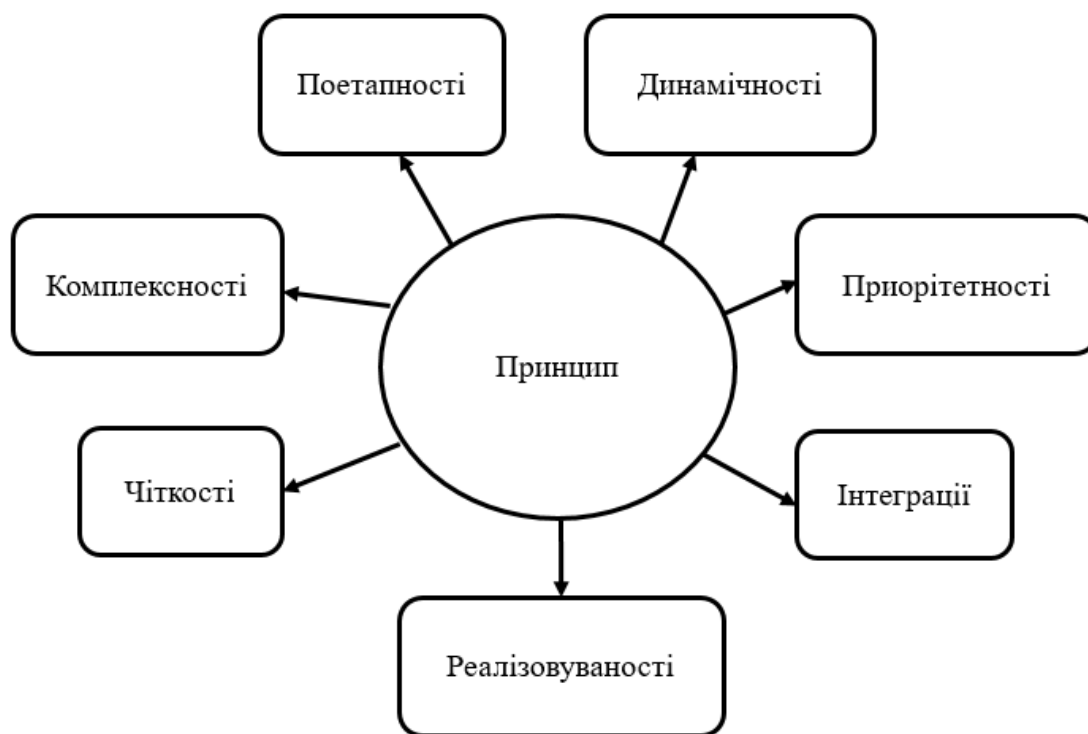 Поетапності
Динамічності
Комплексності
Приорітетності
Принцип
Чіткості
Інтеграції
Реалізовуваності